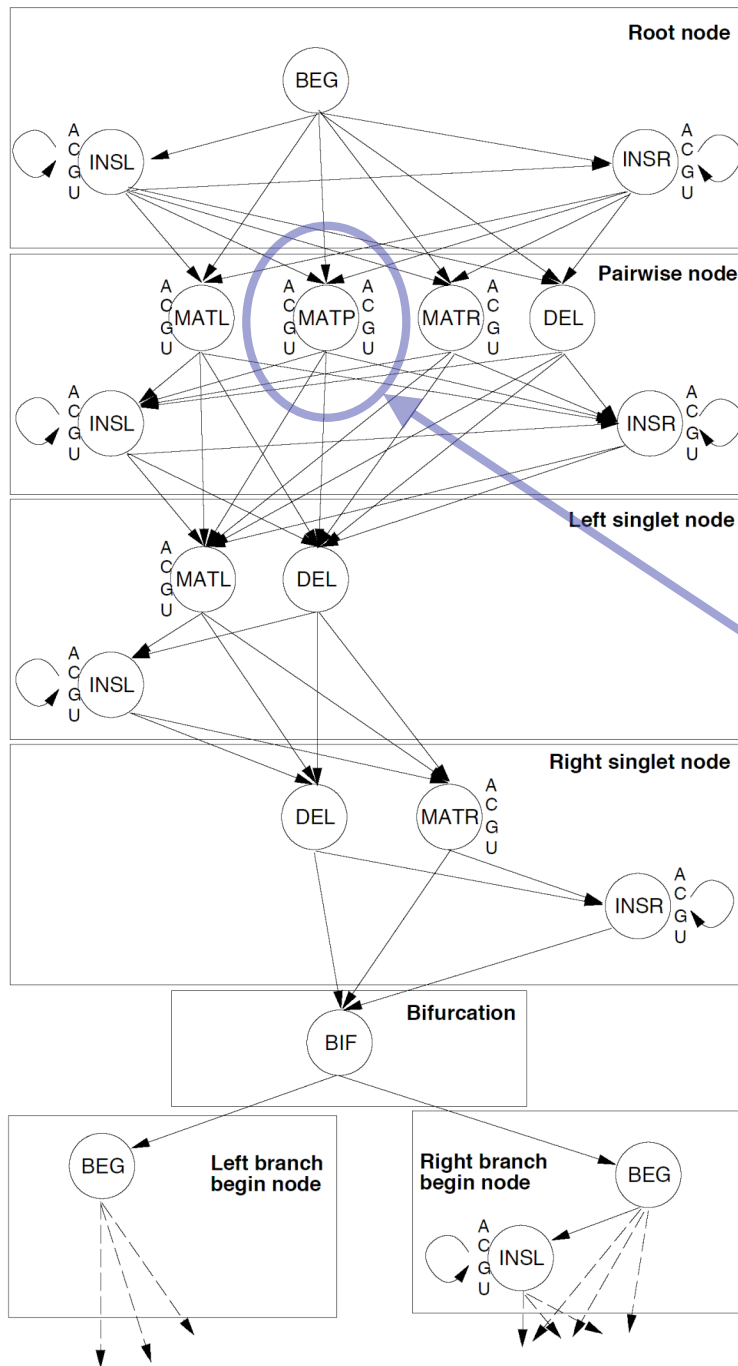 Root node
BEG
A
C
G
U
INSL
INSR
A
C
G
U
Pairwise node
A
C
G
U
MATL
A
C
G
U
MATP
A
C
G
U
MATR
A
C
G
U
DEL
A
C
G
U
INSL
INSR
A
C
G
U
Left singlet node
A
C
G
U
MATL
DEL
A
C
G
U
INSL
Right singlet node
DEL
MATR
A
C
G
U
INSR
A
C
G
U
Bifurcation
BIF
BEG
Left branch
begin node
Right branch
begin node
BEG
A
C
G
U
INSL